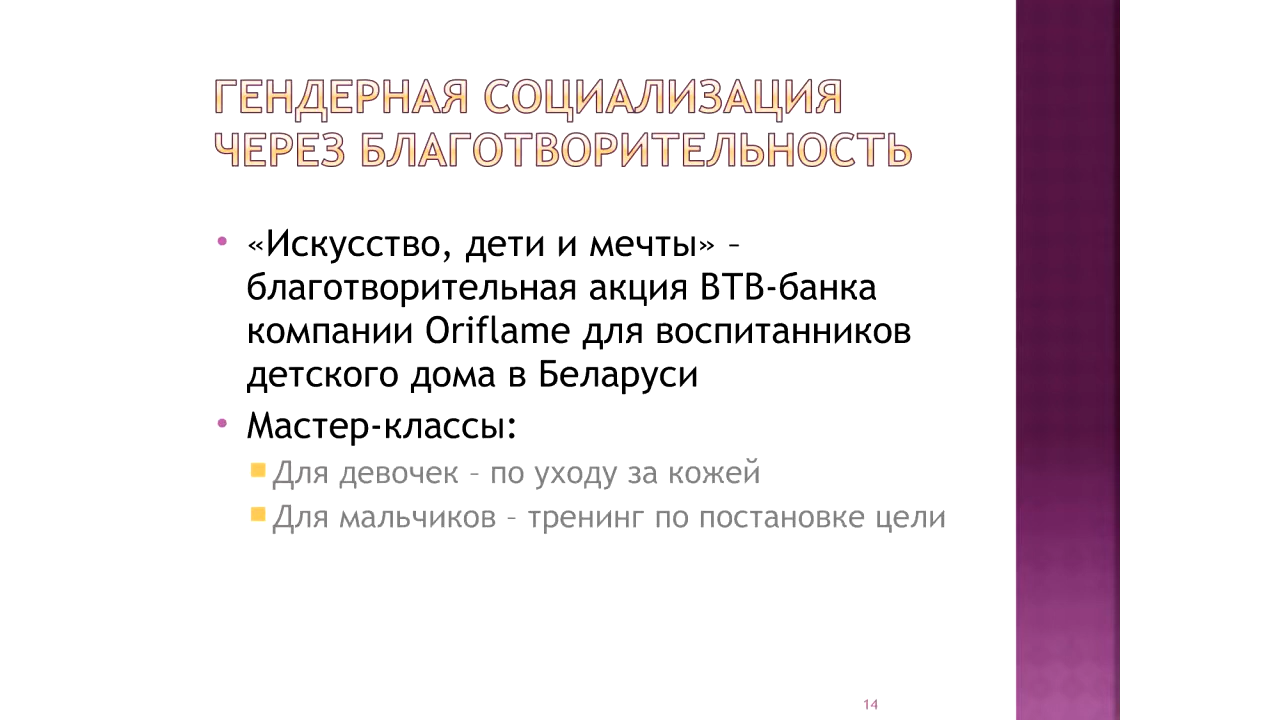 ГЕНДЕРНАЯ СОЦИАЛИЗАЦИЯ
ЧЕРЕЗ БЛАГОТВОРИТЕЛЬНОСТЬ
• «Искусство, дети и мечты» –
благотворительная акция ВТВ-банка
компании Oriflame для воспитанников
детского дома в Беларуси
• Мастер-классы:
Для девочек – по уходу за кожей
Для мальчиков – тренинг по постановке цели
14